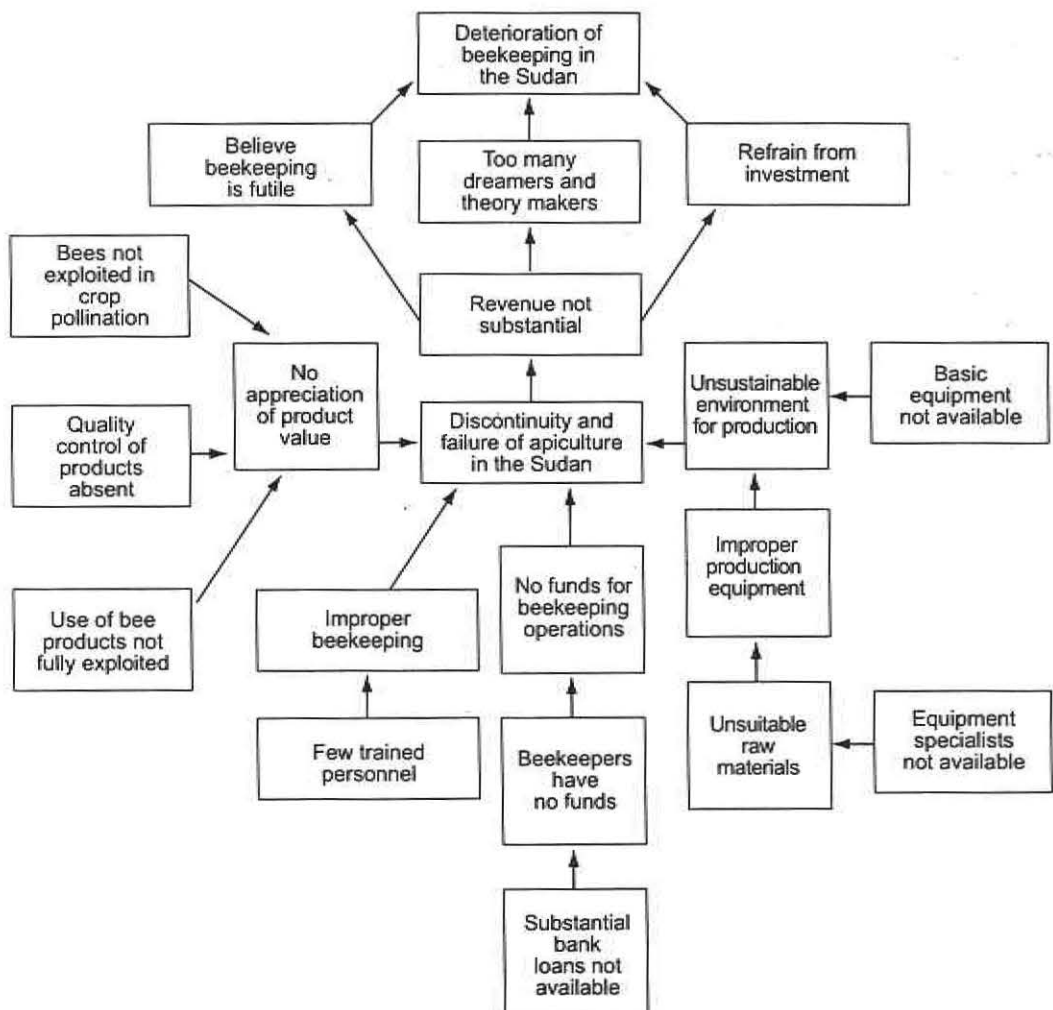 Deterioration of
beekeeping in
the Sudan
Believe
beekeeping
is futile
Too many
dreamers and
theory makers
Refrain from
investment
Bees not
exploited in
crop
pollination
Revenue not
substantial
No
appreciation
of product
value
Unsustainable
environment
for production
Basic
equipment
not available
Quality
control of
products
absent
Discontinuity and
failure of apiculture
in the Sudan
Improper
production
equipment
No funds for
beekeeping
operations
Use of bee
products not
fully exploited
Improper
beekeeping
Few trained
personnel
Beekeepers
have
no funds
Unsuitable
raw
materials
Equipment
specialists
not available
Substantial
bank
loans not
available